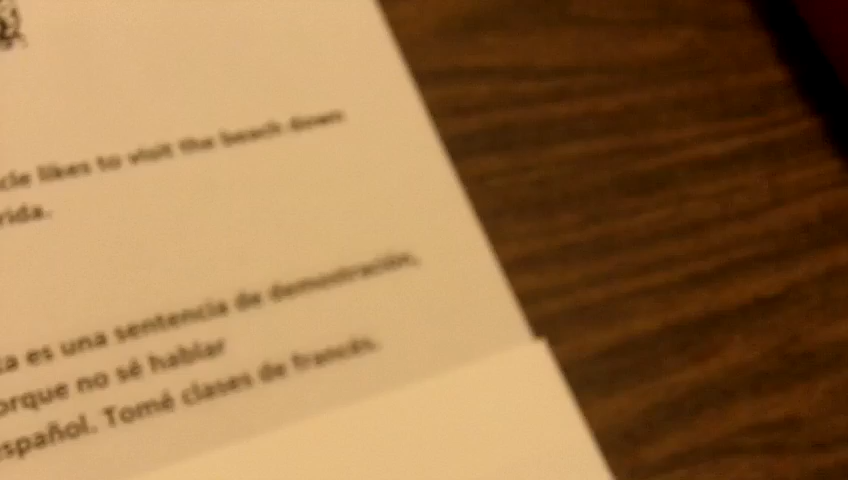 cle likes to visit the beach down
rida.
ta es una sentencia de demostración,
orque no sé hablar
español. Tomé clases de francés.